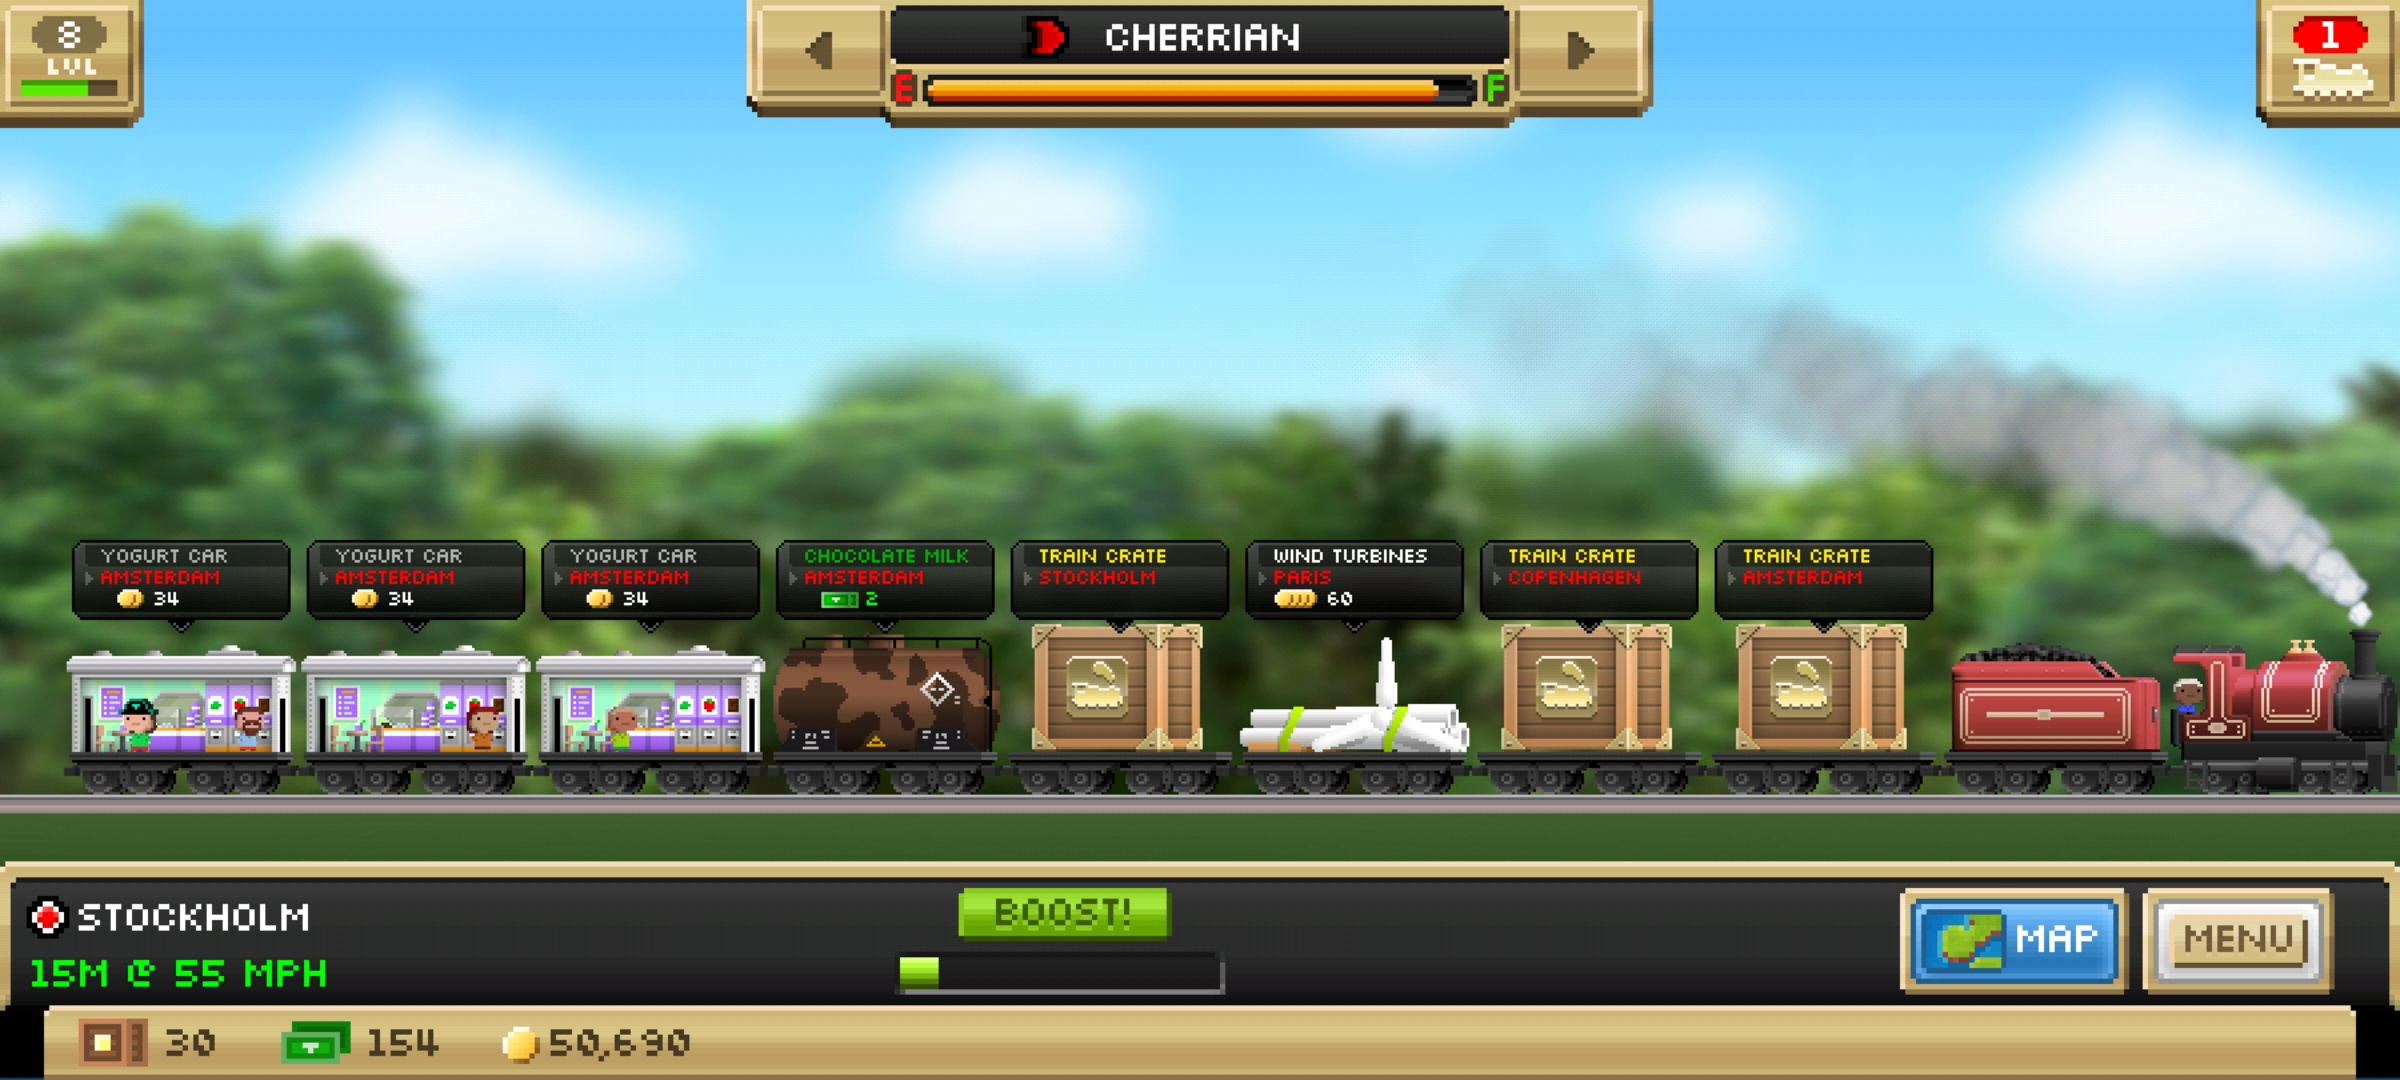 8
LVL
CHERRIAN
E F
1
YOGURT CAR
AMSTERDAM
34
YOGURT CAR
AMSTERDAM
34
YOGURT CAR
AMSTERDAM
34
CHOCOLATE MILK
AMSTERDAM
2
TRAIN CRATE
STOCKHOLM
WIND TURBINES
PARIS
60
TRAIN CRATE
COPENHAGEN
TRAIN CRATE
AMSTERDAM
STOCKHOLM
15M @ 55 MPH
BOOST!
MAP
MENU
30
154
50,690